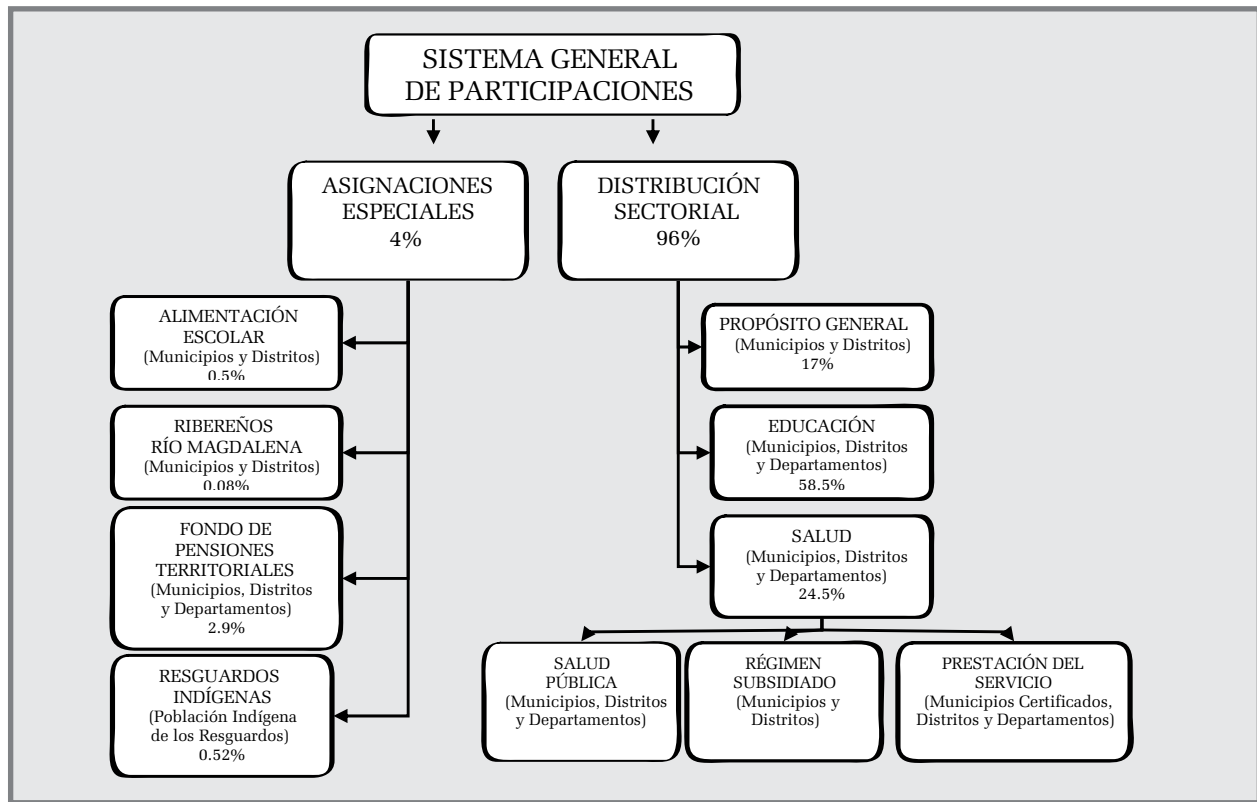 SISTEMA GENERAL
DE PARTICIPACIONES
ASIGNACIONES
ESPECIALES
4%
DISTRIBUCIÓN
SECTORIAL
96%
ALIMENTACIÓN
ESCOLAR
(Municipios y Distritos)
0.5%
RIBEREÑOS
RÍO MAGDALENA
(Municipios y Distritos)
0.08%
FONDO DE
PENSIONES
TERRITORIALES
(Municipios, Distritos
y Departamentos)
2.9%
RESGUARDOS
INDÍGENAS
(Población Indígena
de los Resguardos)
0.52%
PROPÓSITO GENERAL
(Municipios y Distritos)
17%
EDUCACIÓN
(Municipios, Distritos
y Departamentos)
58.5%
SALUD
(Municipios, Distritos
y Departamentos)
24.5%
SALUD
PÚBLICA
(Municipios, Distritos
y Departamentos)
RÉGIMEN
SUBSIDIADO
(Municipios y
Distritos)
PRESTACIÓN DEL
SERVICIO
(Municipios Certificados,
Distritos y Departamentos)